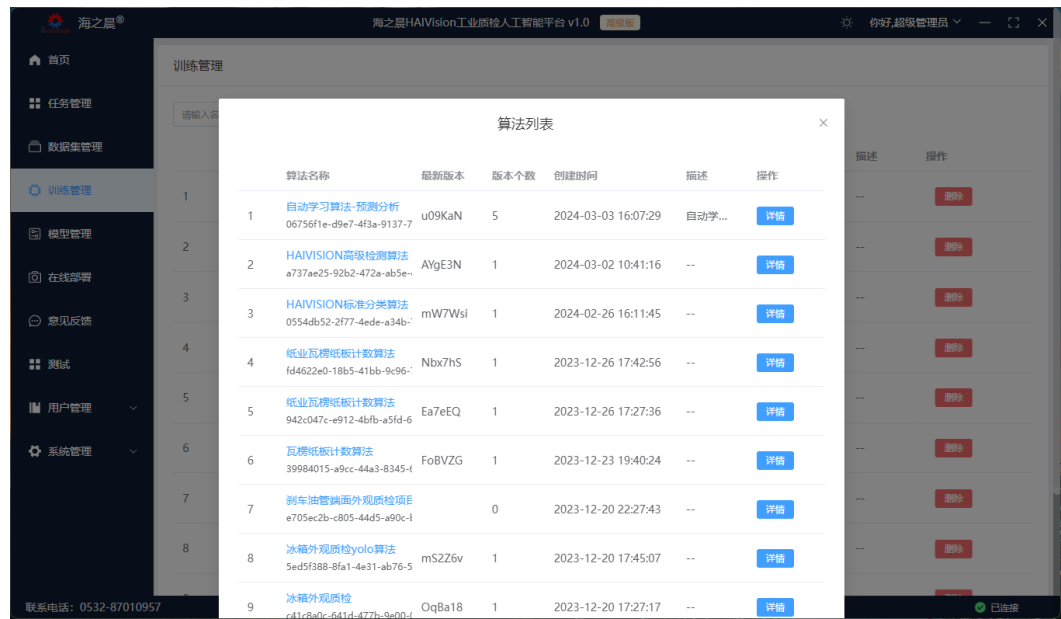 海之晨®
海之晨HAIVision工业质检人工智能平台 v1.0 高级版
你好,超级管理员
首页
任务管理
数据集管理
训练管理
模型管理
在线部署
意见反馈
测试
用户管理
系统管理
训练管理
请输入名
描述 操作
1 -- 删除
2 -- 删除
3 -- 删除
4 -- 删除
5 -- 删除
6 -- 删除
7 -- 删除
8 -- 删除
算法列表
算法名称 最新版本 版本个数 创建时间 描述 操作
1 自动学习算法-预测分析 u09KaN 5 2024-03-03 16:07:29 自动学... 详情
06756f1e-d9e7-4f3a-9137-7
2 HAIVISION高级检测算法 AYgE3N 1 2024-03-02 10:41:16 -- 详情
a737ae25-92b2-472a-ab5e-
3 HAIVISION标准分类算法 mW7Wsi 1 2024-02-26 16:11:45 -- 详情
0554db52-2f77-4ede-a34b-
4 纸业瓦楞纸板计数算法 Nbx7hS 1 2023-12-26 17:42:56 -- 详情
fd4622e0-18b5-41bb-9c96-
5 纸业瓦楞纸板计数算法 Ea7eEQ 1 2023-12-26 17:27:36 -- 详情
942c047c-e912-4bfb-a5fd-6
6 瓦楞纸板计数算法 FoBVZG 1 2023-12-23 19:40:24 -- 详情
39984015-a9cc-44a3-8345-6
7 刹车油管端面外观质检项目 0 2023-12-20 22:27:43 -- 详情
e705ec2b-c805-44d5-a90c-
8 冰箱外观质检yolo算法 mS2Z6v 1 2023-12-20 17:45:07 -- 详情
5ed5f388-8fa1-4e31-ab76-5
9 冰箱外观质检 OqBa18 1 2023-12-20 17:27:17 -- 详情
c41c8a0c-641d-477b-9e00-
联系电话：0532-87010957
已连接